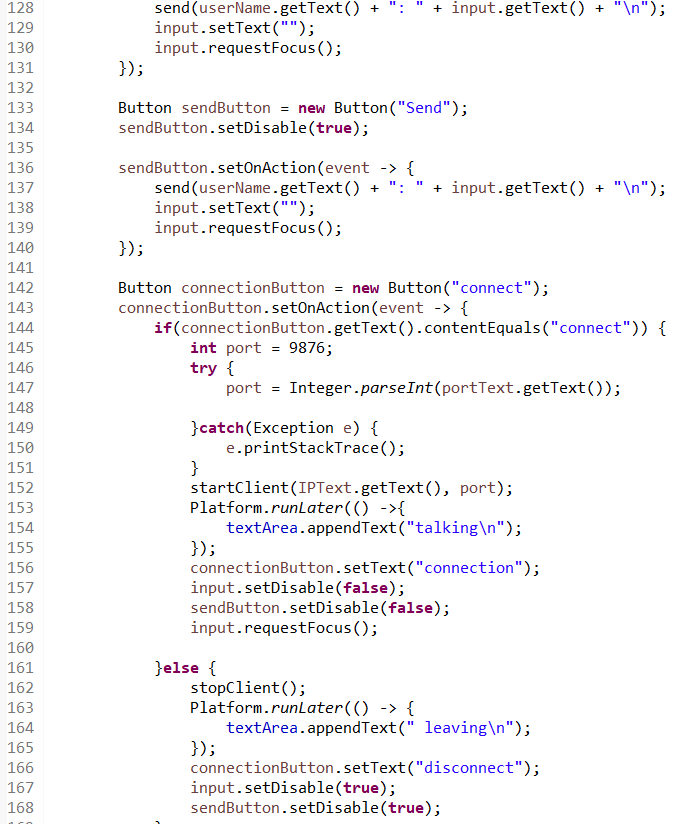 128 send(userName.getText() + ": " + input.getText() + "\n");
129 input.setText("");
130 input.requestFocus();
131 });
132
133 Button sendButton = new Button("Send");
134 sendButton.setDisable(true);
135
136 sendButton.setOnAction(event -> {
137 send(userName.getText() + ": " + input.getText() + "\n");
138 input.setText("");
139 input.requestFocus();
140 });
141
142 Button connectionButton = new Button("connect");
143 connectionButton.setOnAction(event -> {
144 if(connectionButton.getText().contentEquals("connect")) {
145 int port = 9876;
146 try {
147 port = Integer.parseInt(portText.getText());
148
149 }catch(Exception e) {
150 e.printStackTrace();
151 }
152 startClient(IPText.getText(), port);
153 Platform.runLater(() ->{
154 textArea.appendText("talking\n");
155 });
156 connectionButton.setText("connection");
157 input.setDisable(false);
158 sendButton.setDisable(false);
159 input.requestFocus();
160
161 }else {
162 stopClient();
163 Platform.runLater(() -> {
164 textArea.appendText(" leaving\n");
165 });
166 connectionButton.setText("disconnect");
167 input.setDisable(true);
168 sendButton.setDisable(true);